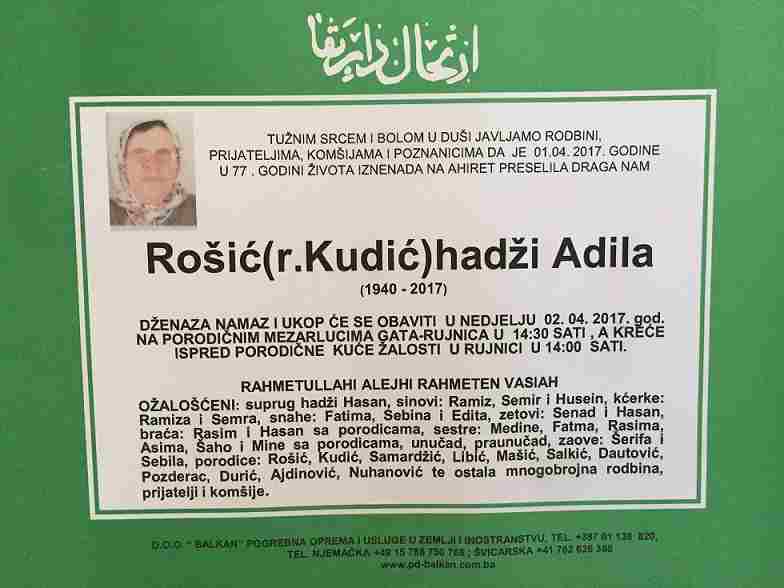 TUŽNIM SRCEM I BOLOM U DUŠI JAVLJAMO RODBINI,
PRIJATELJIMA, KOMŠIJAMA I POZNANICIMA DA JE 01.04. 2017. GODINE
U 77 . GODINI ŽIVOTA IZNENADA NA AHIRET PRESELILA DRAGA NAM
Rošić(r.Kudić)hadži Adila
(1940 - 2017)
DŽENAZA NAMAZ I UKOP ĆE SE OBAVITI U NEDJELJU 02. 04. 2017. god.
NA PORODIČNIM MEZARLUCIMA GATA-RUJNICA U 14:30 SATI , A KREĆE
ISPRED PORODIČNE KUĆE ŽALOSTI U RUJNICI U 14:00 SATI.
RAHMETULLAHI ALEJHI RAHMETEN VASIAH
OŽALOŠĆENI: suprug hadži Hasan, sinovi: Ramiz, Semir i Husein, kćerke:
Ramiza i Semra, snahe: Fatima, Sebina i Edita, zetovi: Senad i Hasan,
braća: Rasim i Hasan sa porodicama, sestre: Medine, Fatma, Rasima,
Asima, Šaho i Mine sa porodicama, unučad, praunučad, zaove: Šerifa i
Sebila, porodice: Rošić, Kudić, Samardžić, Libić, Mašić, Salkić, Dautović,
Pozderac, Durić, Ajdinović, Nuhanović te ostala mnogobrojna rodbina,
prijatelji i komšije.
D.O.O. " BALKAN" POGREBNA OPREMA I USLUGE U ZEMLJI I INOSTRANSTVU, TEL. +387 61 138 820,
TEL. NJEMAČKA +49 15 788 750 768 ; ŠVICARSKA +41 762 626 388
www.pd-balkan.com.ba